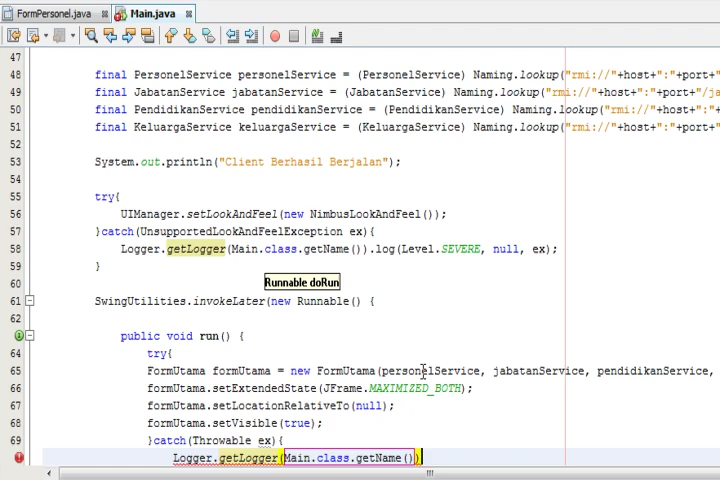 FormPersonel.java Main.java
47
48 final PersonelService personelService = (PersonelService) Naming.lookup("rmi://"+host+":"+port+
49 final JabatanService jabatanService = (JabatanService) Naming.lookup("rmi://"+host+":"+port+"/ja
50 final PendidikanService pendidikanService = (PendidikanService) Naming.lookup("rmi://"+host+":"+
51 final KeluargaService keluargaService = (KeluargaService) Naming.lookup("rmi://"+host+":"+port+
52
53 System.out.println("Client Berhasil Berjalan");
54
55 try{
56 UIManager.setLookAndFeel(new NimbusLookAndFeel());
57 }catch(UnsupportedLookAndFeelException ex){
58 Logger.getLogger(Main.class.getName()).log(Level.SEVERE, null, ex);
59 }
60 Runnable doRun
61 SwingUtilities.invokeLater(new Runnable() {
62
public void run() {
64 try{
65 FormUtama formUtama = new FormUtama(personelService, jabatanService, pendidikanService,
66 formUtama.setExtendedState(JFrame.MAXIMIZED_BOTH);
67 formUtama.setLocationRelativeTo(null);
68 formUtama.setVisible(true);
69 }catch(Throwable ex){
Logger.getLogger(Main.class.getName())